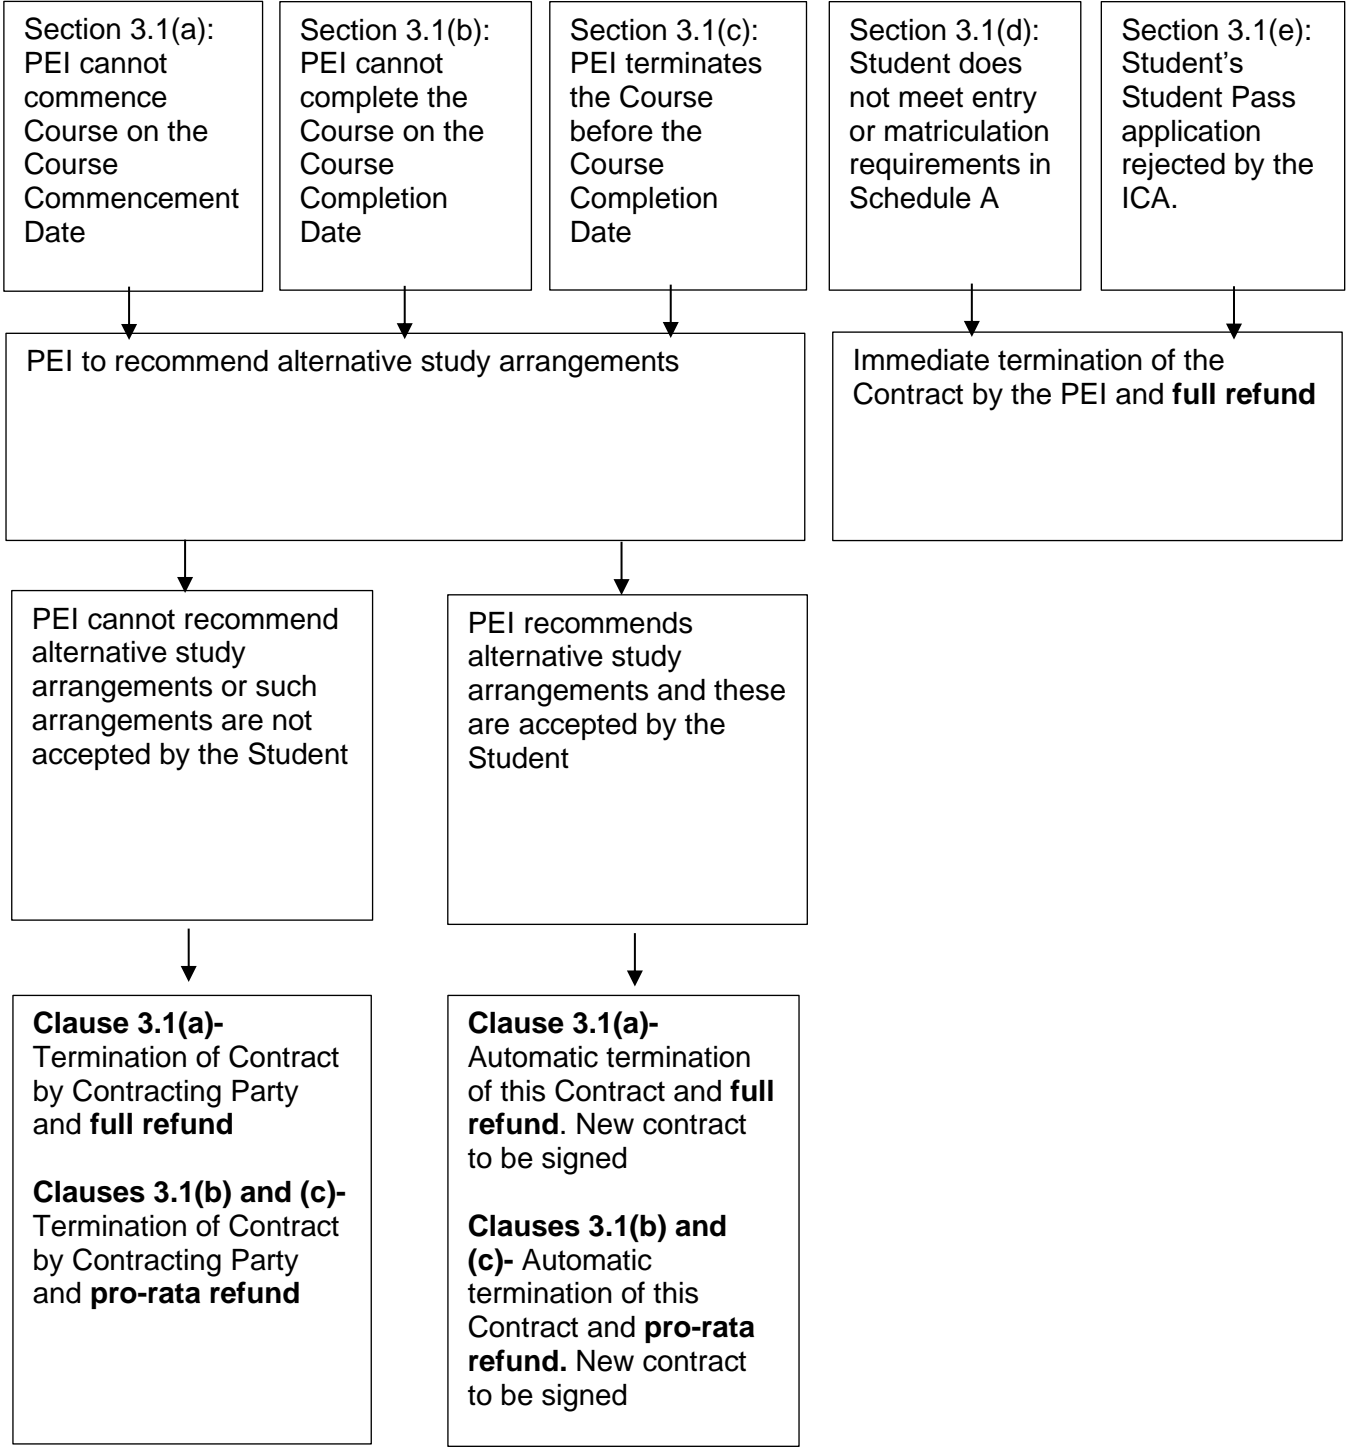 Section 3.1(a):
PEI cannot
commence
Course on the
Course
Commencement
Date
Section 3.1(b):
PEI cannot
complete the
Course on the
Course
Completion
Date
Section 3.1(c):
PEI terminates
the Course
before the
Course
Completion
Date
Section 3.1(d):
Student does
not meet entry
or matriculation
requirements in
Schedule A
Section 3.1(e):
Student’s
Student Pass
application
rejected by the
ICA.
PEI to recommend alternative study arrangements
Immediate termination of the
Contract by the PEI and full refund
PEI cannot recommend
alternative study
arrangements or such
arrangements are not
accepted by the Student
PEI recommends
alternative study
arrangements and these
are accepted by the
Student
Clause 3.1(a)-
Termination of Contract
by Contracting Party
and full refund
Clauses 3.1(b) and (c)-
Termination of Contract
by Contracting Party
and pro-rata refund
Clause 3.1(a)-
Automatic termination
of this Contract and full
refund. New contract
to be signed
Clauses 3.1(b) and
(c)- Automatic
termination of this
Contract and pro-rata
refund. New contract
to be signed